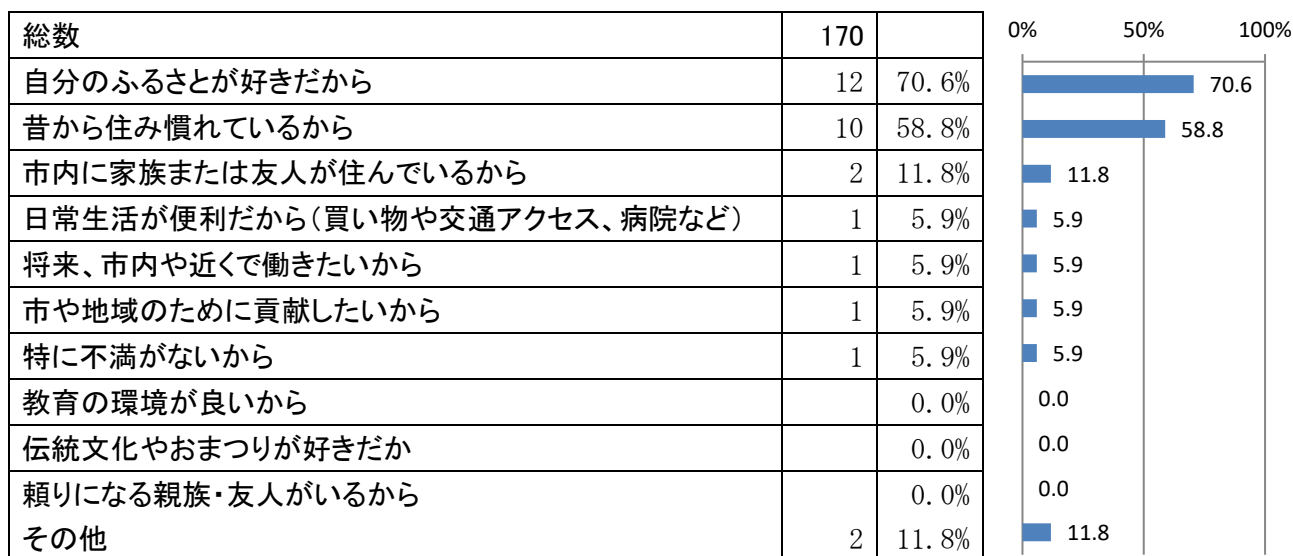 総数 170
自分のふるさとが好きだから 12 70.6%
昔から住み慣れているから 10 58.8%
市内に家族または友人が住んでいるから 2 11.8%
日常生活が便利だから(買い物や交通アクセス、病院など) 1 5.9%
将来、市内や近くで働きたいから 1 5.9%
市や地域のために貢献したいから 1 5.9%
特に不満がないから 1 5.9%
教育の環境が良いから 0.0%
伝統文化やおまつりが好きだか 0.0%
頼りになる親族・友人がいるから 0.0%
その他 2 11.8%
0% 50% 100%
70.6
58.8
11.8
5.9
5.9
5.9
5.9
0.0
0.0
0.0
11.8